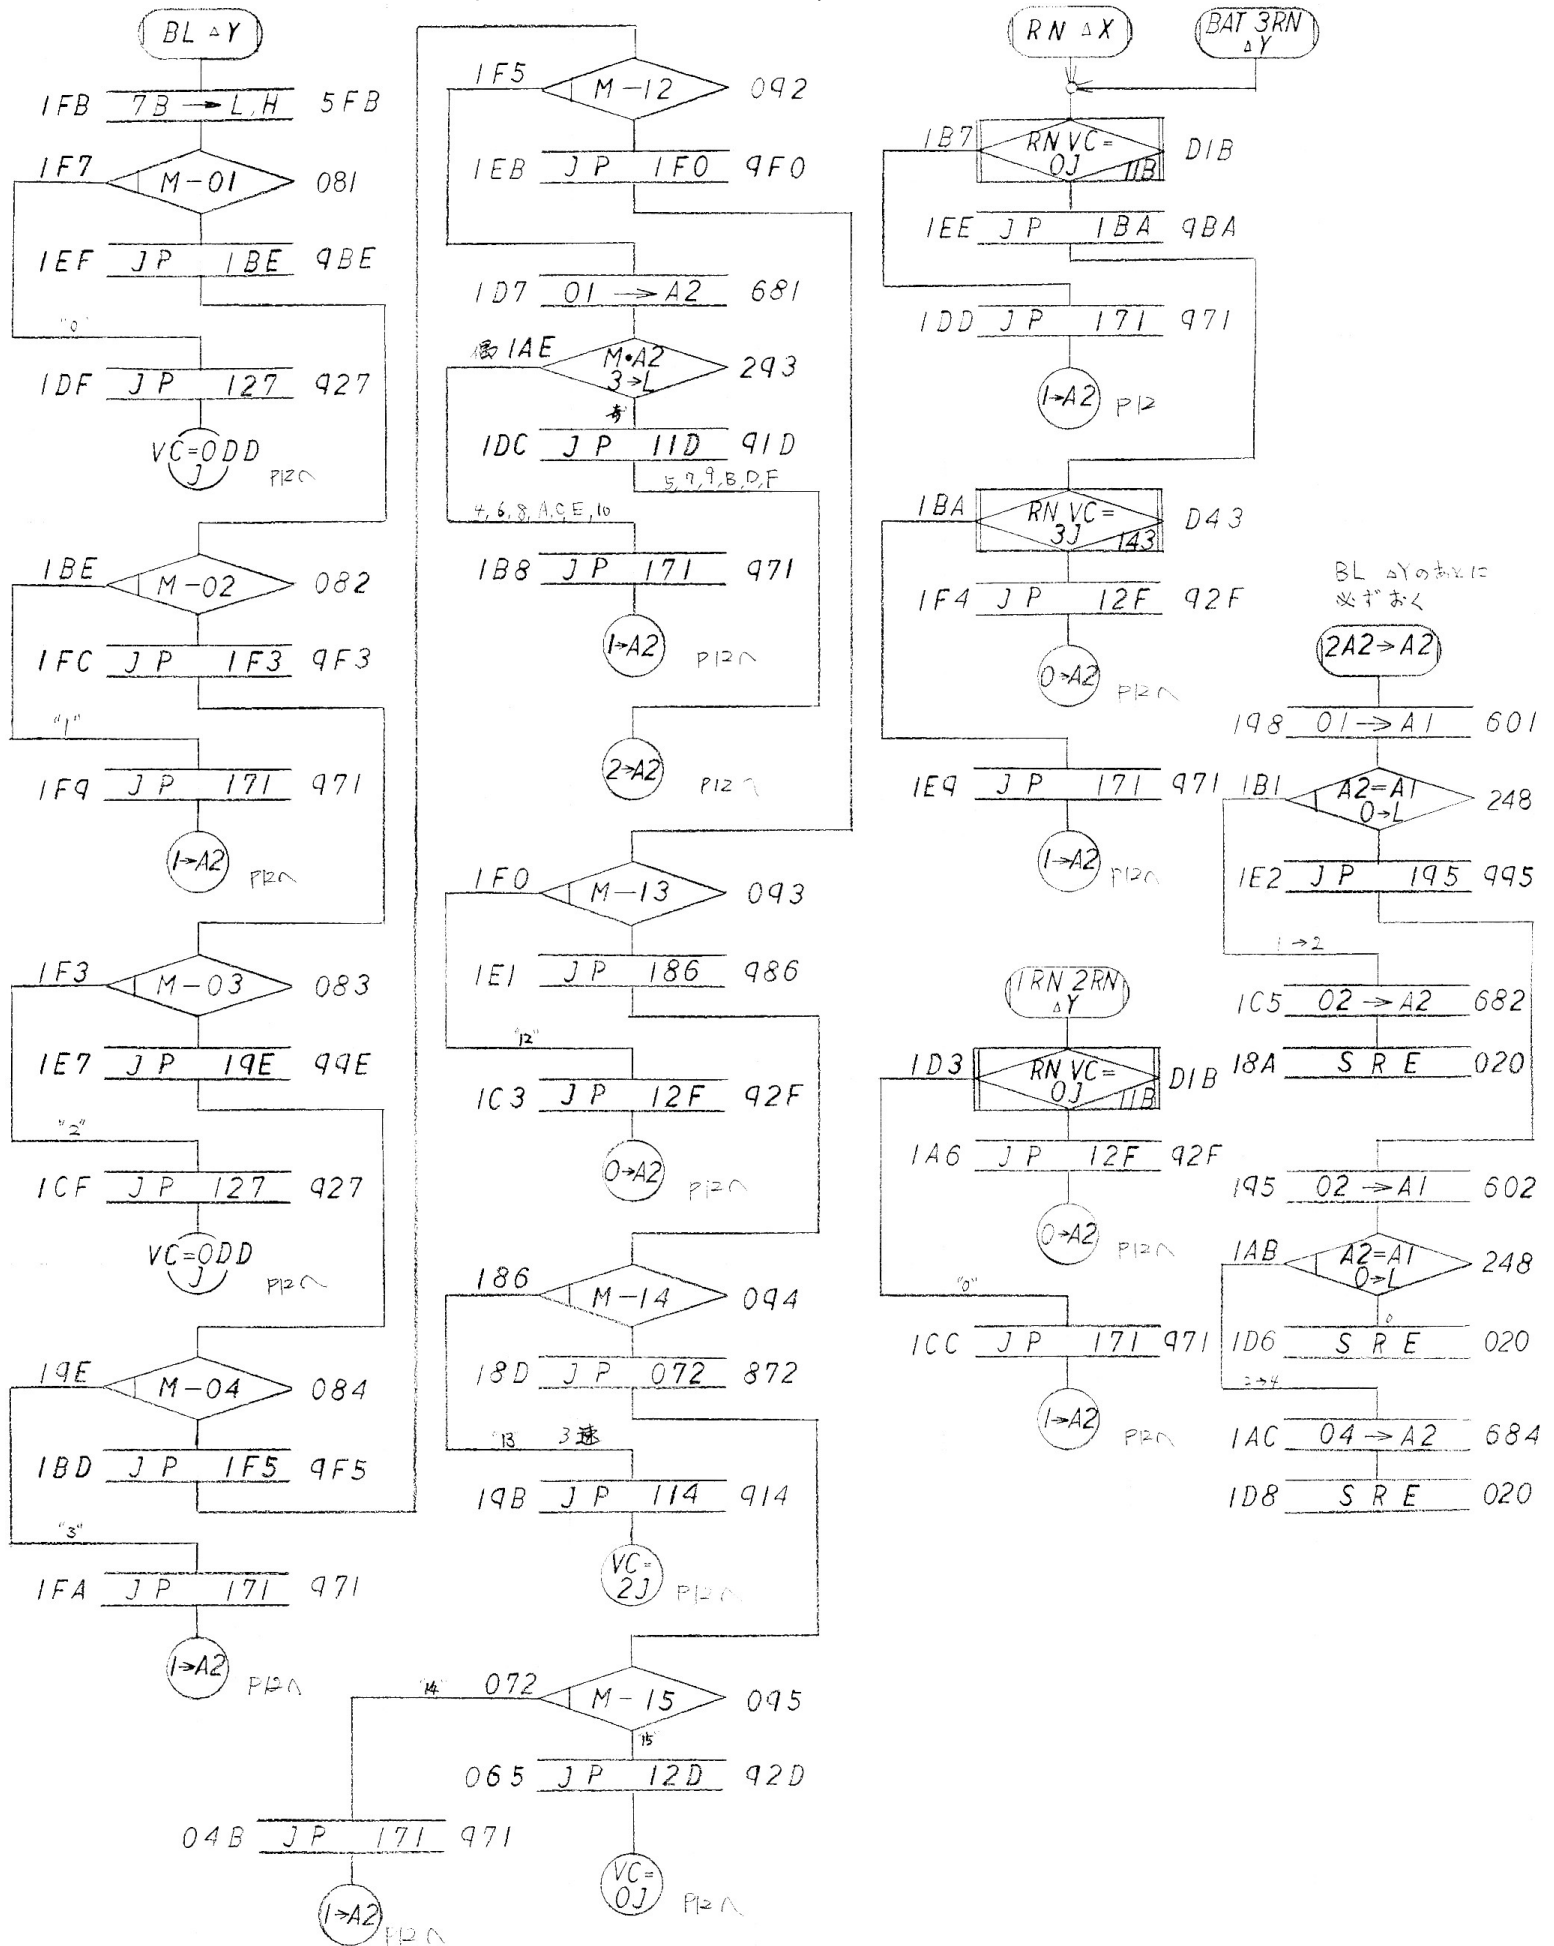 BL △Y
1FB 7B → L,H 5FB
1F7 M-01 081
1EF JP 1BE 9BE
"0"
1DF JP 127 927
VC=ODD
J
P12へ
1BE M-02 082
1FC JP 1F3 9F3
"1"
1F9 JP 171 971
1→A2
P12へ
1F3 M-03 083
1E7 JP 19E 99E
"2"
1CF JP 127 927
VC=ODD
J
P12へ
19E M-04 084
1BD JP 1F5 9F5
"3"
1FA JP 171 971
1→A2
P12へ
1F5 M-12 092
1EB JP 1F0 9F0
1D7 01 → A2 681
偶 1AE M•A2
3→L
293
奇
1DC JP 11D 91D
5,7,9,B,D,F
4,6,8,A,C,E,10
1B8 JP 171 971
1→A2
P12へ
2→A2
P12へ
1F0 M-13 093
1E1 JP 186 986
"12"
1C3 JP 12F 92F
0→A2
P12へ
186 M-14 094
18D JP 072 872
"13 3速
19B JP 114 914
VC=
2J
P12へ
072 M-15 095
"14"
"15"
065 JP 12D 92D
04B JP 171 971
1→A2
P12へ
VC=
0J
P12へ
RN △X
BAT 3RN
△Y
1B7 RN VC=
0J
11B
D1B
1EE JP 1BA 9BA
1DD JP 171 971
1→A2
P12
1BA RN VC=
3J
143
D43
1F4 JP 12F 92F
0→A2
P12へ
1E9 JP 171 971
1→A2
P12へ
1RN 2RN
△Y
1D3 RN VC=
0J
11B
D1B
1A6 JP 12F 92F
0→A2
P12へ
"0"
1CC JP 171 971
1→A2
P12へ
BL △Yのあとに
必ずおく
2A2→A2
198 01 → A1 601
1B1 A2=A1
0→L
248
1E2 JP 195 995
1→2
1C5 02 → A2 682
18A SRE 020
195 02 → A1 602
1AB A2=A1
0→L
248
0
1D6 SRE 020
2→4
1AC 04 → A2 684
1D8 SRE 020